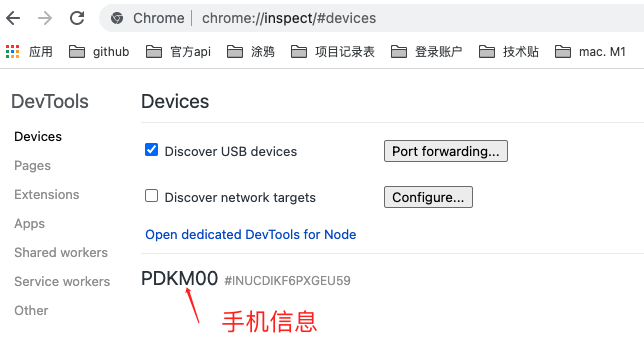 Chrome | chrome://inspect/#devices
应用 github 官方api 涂鸦 项目记录表 登录账户 技术贴 mac. M1
DevTools
Devices
Pages
Extensions
Apps
Shared workers
Service workers
Other
Devices
Discover USB devices Port forwarding...
Discover network targets Configure...
Open dedicated DevTools for Node
PDKM00 #INUCDIKF6PXGEU59
手机信息